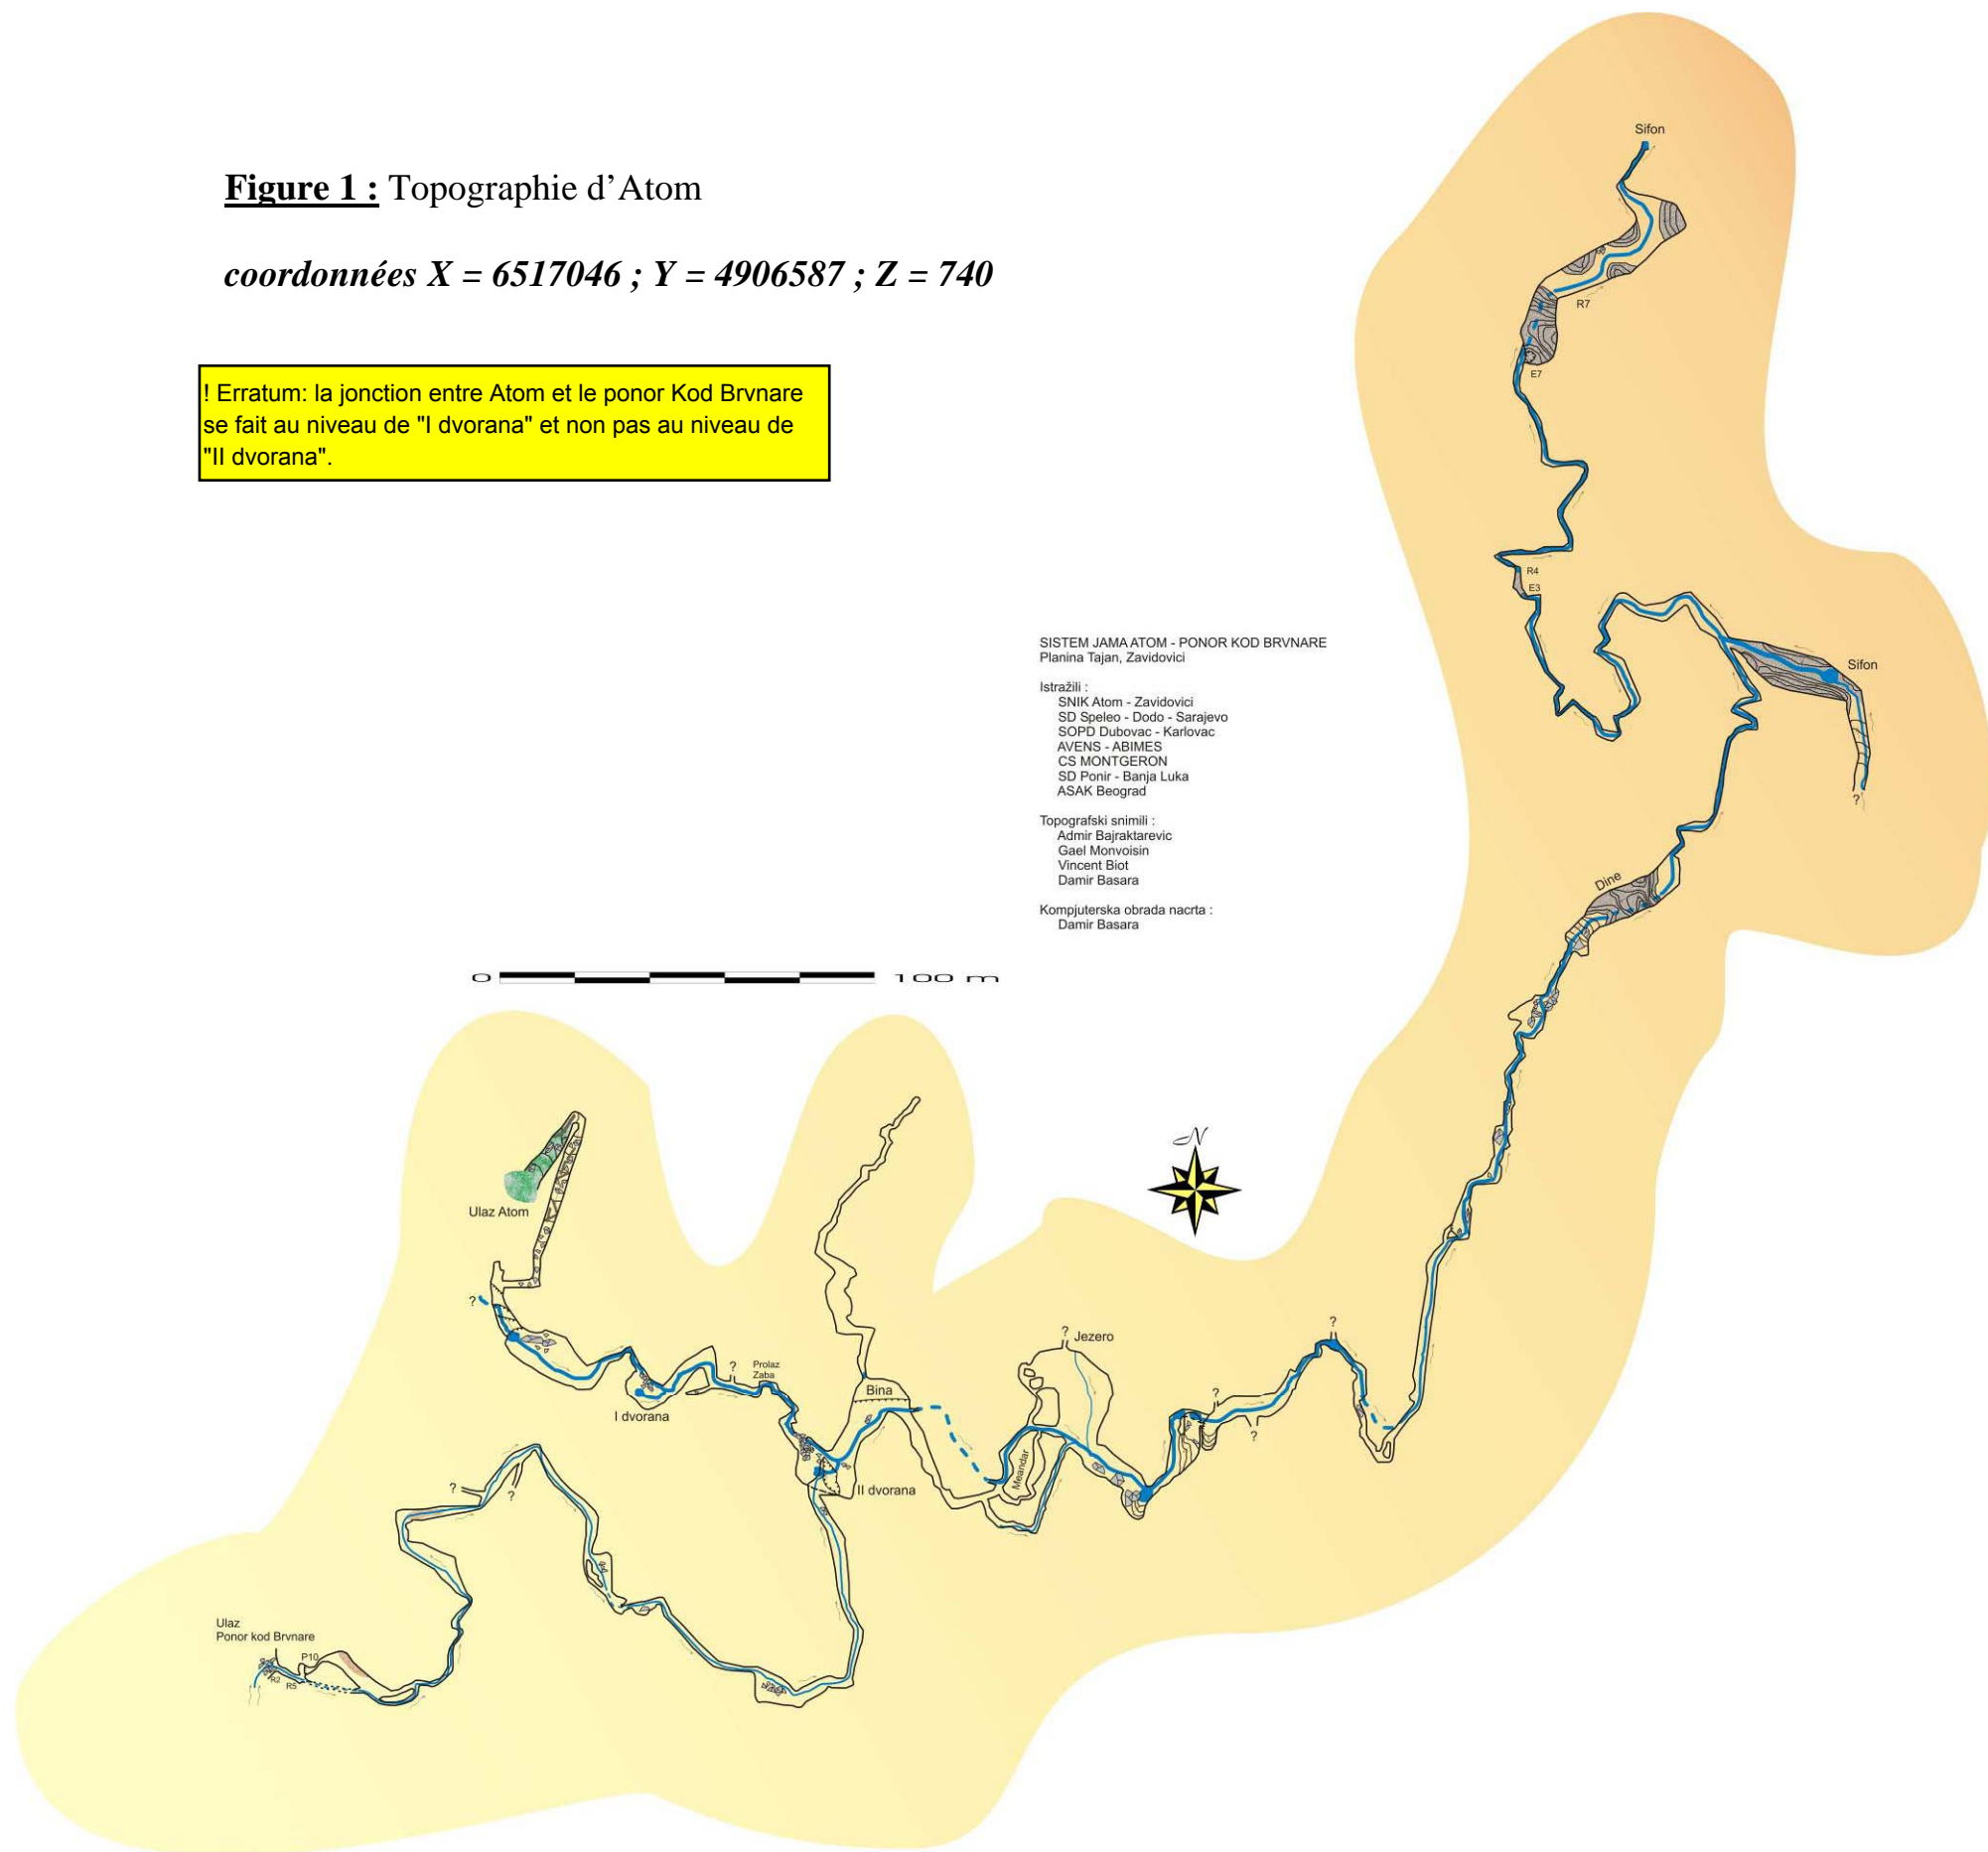 Figure 1 : Topographie d'Atom
coordonnées X = 6517046 ; Y = 4906587 ; Z = 740
! Erratum: la jonction entre Atom et le ponor Kod Brvnare
se fait au niveau de "I dvorana" et non pas au niveau de
"II dvorana".
Sifon
R7
E7
R4
E3
Sifon
?
SISTEM JAMA ATOM - PONOR KOD BRVNARE
Planina Tajan, Zavidovici
Istražili :
SNIK Atom - Zavidovici
SD Speleo - Dodo - Sarajevo
SOPD Dubovac - Karlovac
AVENS - ABIMES
CS MONTGERON
SD Ponir - Banja Luka
ASAK Beograd
Topografski snimili :
Admir Bajraktarevic
Gael Monvoisin
Vincent Biot
Damir Basara
Kompjuterska obrada nacrta :
Damir Basara
Dine
0 100 m
N
Ulaz Atom
?
I dvorana
?
Prolaz
Zaba
Bina
II dvorana
? Jezero
Meandar
?
?
?
?
?
Ulaz
Ponor kod Brvnare
P10
R2
R5